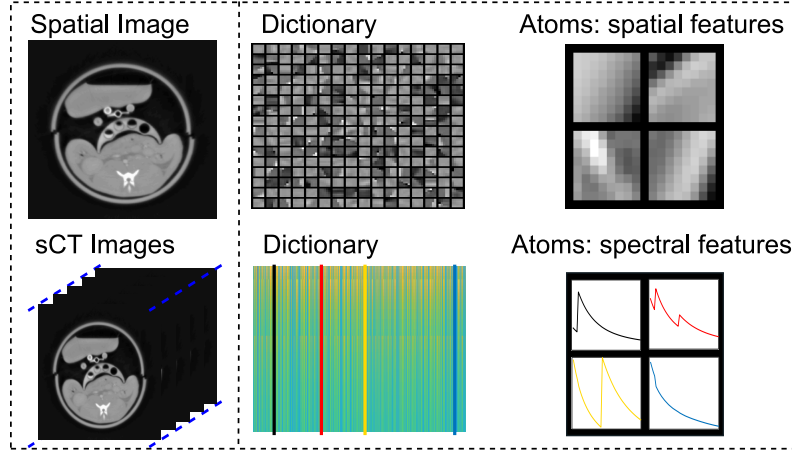 Spatial Image
Dictionary
Atoms: spatial features
sCT Images
Dictionary
Atoms: spectral features